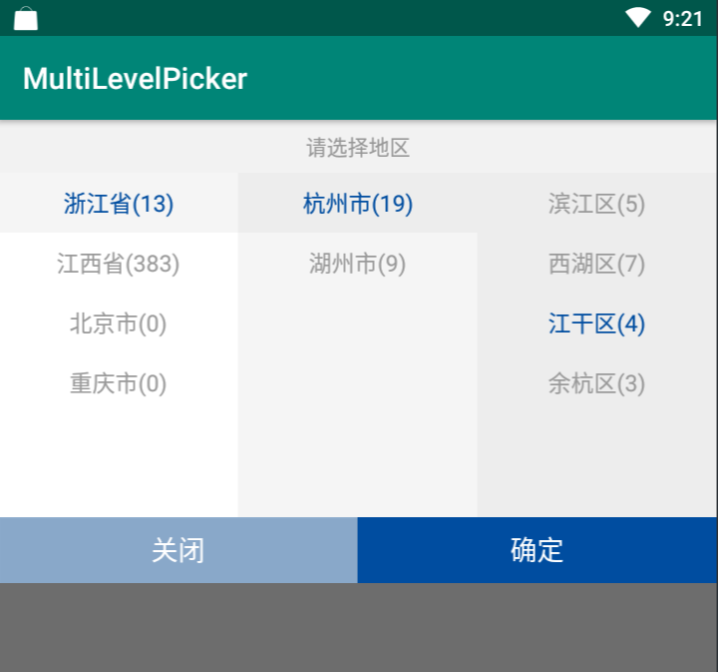 9:21
MultiLevelPicker
请选择地区
浙江省(13) 杭州市(19) 滨江区(5)
江西省(383) 湖州市(9) 西湖区(7)
北京市(0) 江干区(4)
重庆市(0) 余杭区(3)
关闭 确定